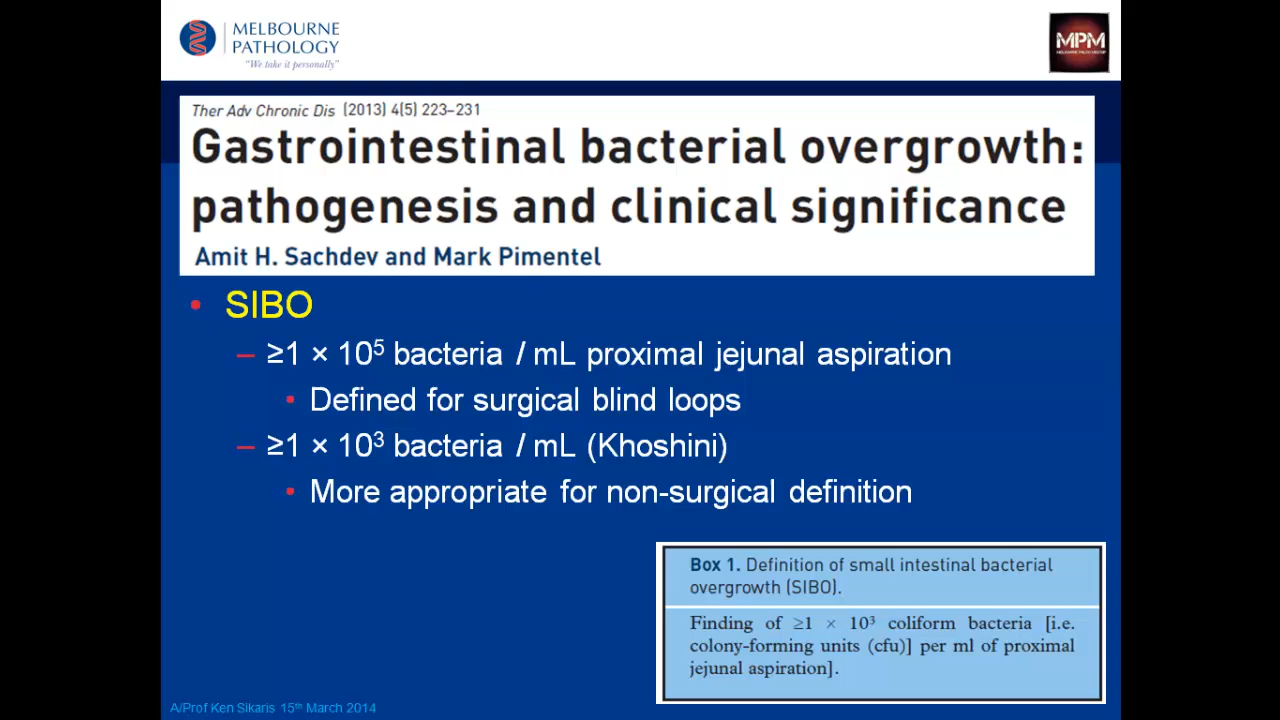 MELBOURNE
PATHOLOGY
"We take it personally"
MPM
Ther Adv Chronic Dis (2013) 4(5) 223–231
Gastrointestinal bacterial overgrowth:
pathogenesis and clinical significance
Amit H. Sachdev and Mark Pimentel
• SIBO
– ≥1 × 10⁵ bacteria / mL proximal jejunal aspiration
• Defined for surgical blind loops
– ≥1 × 10³ bacteria / mL (Khoshini)
• More appropriate for non-surgical definition
Box 1. Definition of small intestinal bacterial
overgrowth (SIBO).
Finding of ≥1 × 10³ coliform bacteria [i.e.
colony-forming units (cfu)] per ml of proximal
jejunal aspiration].
A/Prof Ken Sikaris 15th March 2014